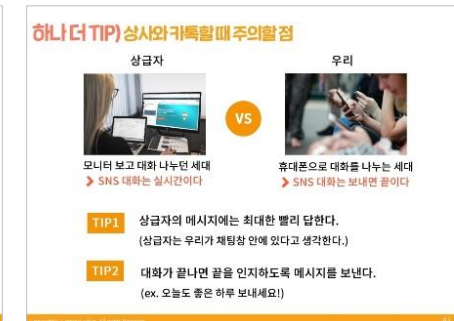 하나 더 TIP) 상사와 카톡할 때 주의할 점
상급자
우리
VS
모니터 보고 대화 나누던 세대
휴대폰으로 대화를 나누는 세대
❯ SNS 대화는 실시간이다
❯ SNS 대화는 보내면 끝이다
TIP1 상급자의 메시지에는 최대한 빨리 답한다.
(상급자는 우리가 채팅창 안에 있다고 생각한다.)
TIP2 대화가 끝나면 끝을 인지하도록 메시지를 보낸다.
(ex. 오늘도 좋은 하루 보내세요!)